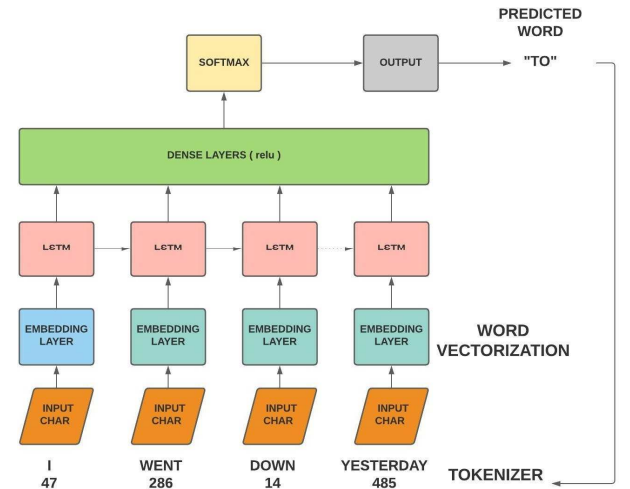 PREDICTED
WORD
SOFTMAX
OUTPUT
"TO"
DENSE LAYERS ( relu )
LSTM
LSTM
LSTM
LSTM
EMBEDDING
LAYER
EMBEDDING
LAYER
EMBEDDING
LAYER
EMBEDDING
LAYER
WORD
VECTORIZATION
INPUT
CHAR
INPUT
CHAR
INPUT
CHAR
INPUT
CHAR
I
47
WENT
286
DOWN
14
YESTERDAY
485
TOKENIZER